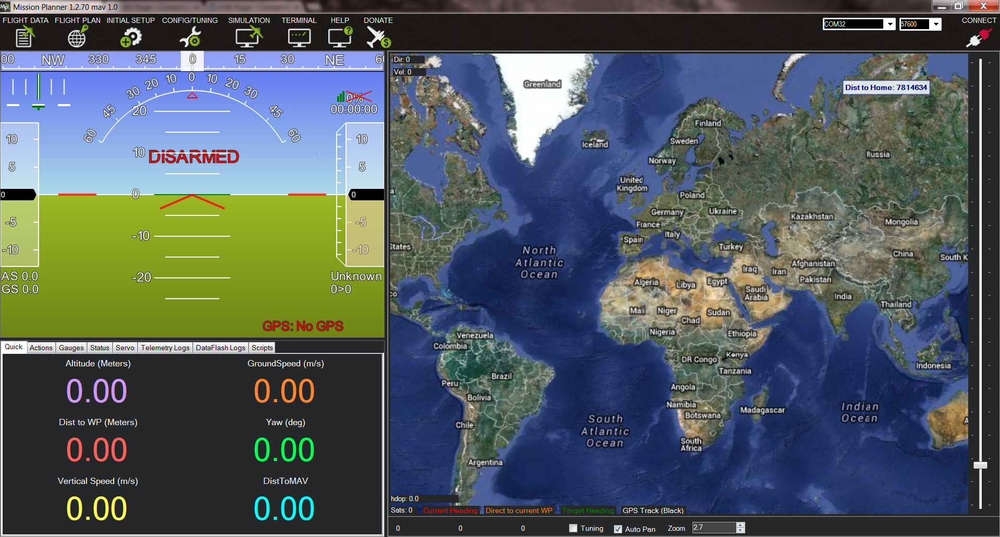 Mission Planner 1.2.70 mav 1.0
FLIGHT DATA FLIGHT PLAN INITIAL SETUP CONFIG/TUNING SIMULATION TERMINAL HELP DONATE
COM32 57600 CONNECT
00 NW 330 345 0 15 30 NE 60
60 45 30 20 10 0 10 20 30 45 60
0%
00:00:00
20
10 DISARMED
0
-10
-20
10
5
0
-5
-10
10
5
0
-5
-10
AS 0.0
GS 0.0
Unknown
0>0
GPS: No GPS
Quick Actions Gauges Status Servo Telemetry Logs DataFlash Logs Scripts
Altitude (Meters) GroundSpeed (m/s)
0.00 0.00
Dist to WP (Meters) Yaw (deg)
0.00 0.00
Vertical Speed (m/s) DistToMAV
0.00 0.00
Dir: 0
Vel: 0
Dist to Home: 7814634
Greenland
Finland
Iceland
Sweden
Norway
Russia
United
Kingdom
Poland
Germany
Ukraine
Kazakhstan
Mongolia
France
Italy
Spain
Turkey
States
North
Atlantic
Ocean
China
South K
Afghanistan
Iraq
Iran
Pakistan
Algeria
Libya
Egypt
Saudi
Arabia
India
Thailand
co
Mali
Niger
Chad
Sudan
Nigeria
Ethiopia
Venezuela
Colombia
DR Congo
Kenya
Tanzania
Indonesia
Brazil
Peru
Angola
Bolivia
Namibia
Botswana
Madagascar
Indian
Ocean
South
Atlantic
Ocean
Chile
South
Africa
Argentina
A
hdop: 0.0
Sats: 0 Current Heading Direct to current WP Target Heading GPS Track (Black)
0 0 0 Tuning Auto Pan Zoom 2.7